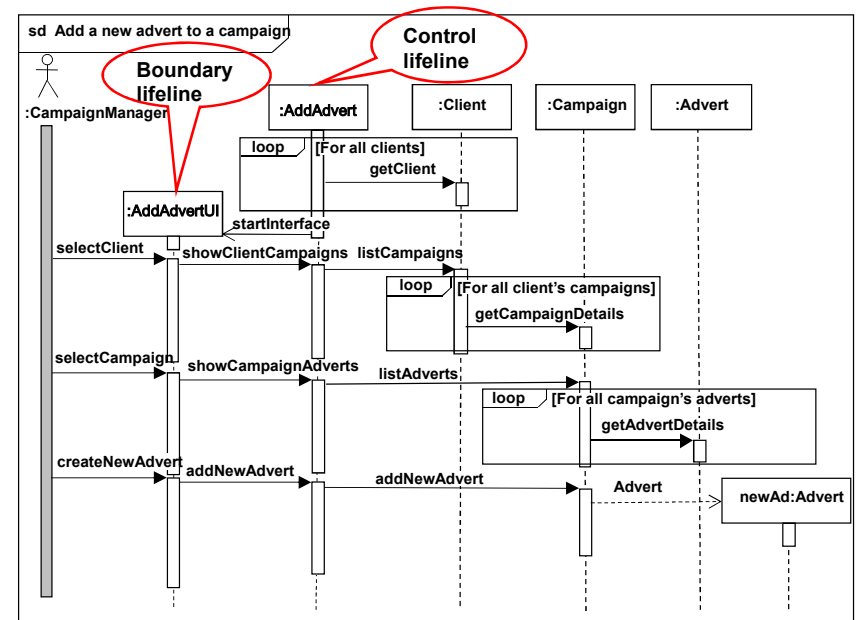 sd Add a new advert to a campaign
Control
lifeline
Boundary
lifeline
:CampaignManager
:AddAdvert
:Client
:Campaign
:Advert
loop
[For all clients]
getClient
:AddAdvertUI
startInterface
selectClient
showClientCampaigns
listCampaigns
loop
[For all client's campaigns]
getCampaignDetails
selectCampaign
showCampaignAdverts
listAdverts
loop
[For all campaign's adverts]
getAdvertDetails
createNewAdvert
addNewAdvert
addNewAdvert
Advert
newAd:Advert